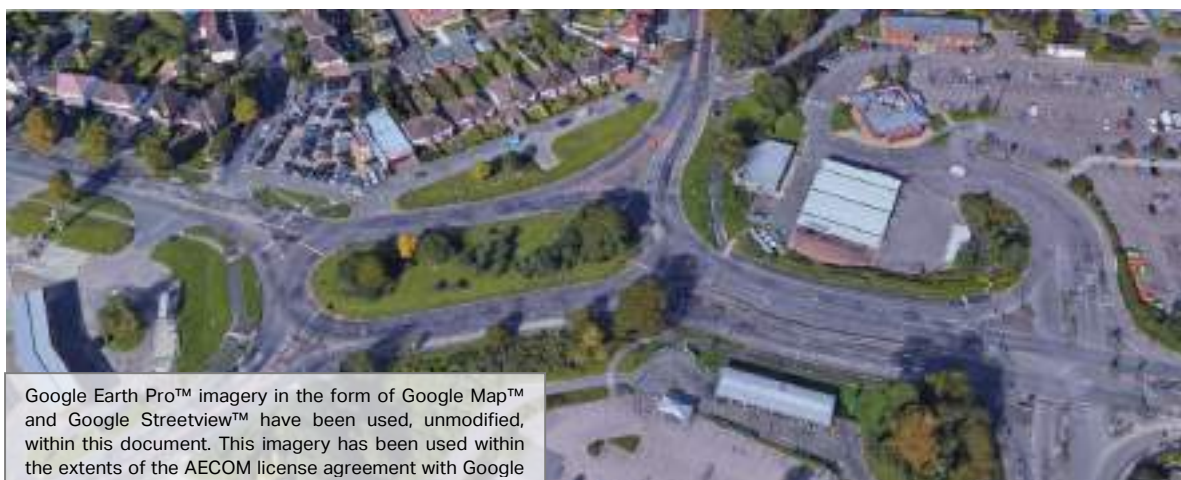 Google Earth Pro™ imagery in the form of Google Map™
and Google Streetview™ have been used, unmodified,
within this document. This imagery has been used within
the extents of the AECOM license agreement with Google